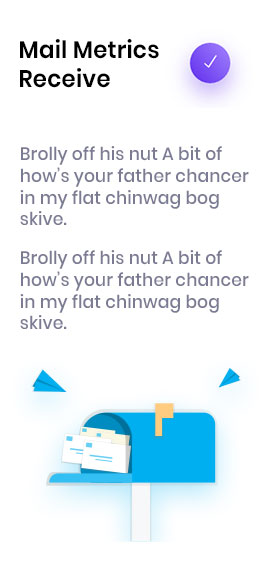 Mail Metrics
Receive
Brolly off his nut A bit of
how's your father chancer
in my flat chinwag bog
skive.
Brolly off his nut A bit of
how's your father chancer
in my flat chinwag bog
skive.